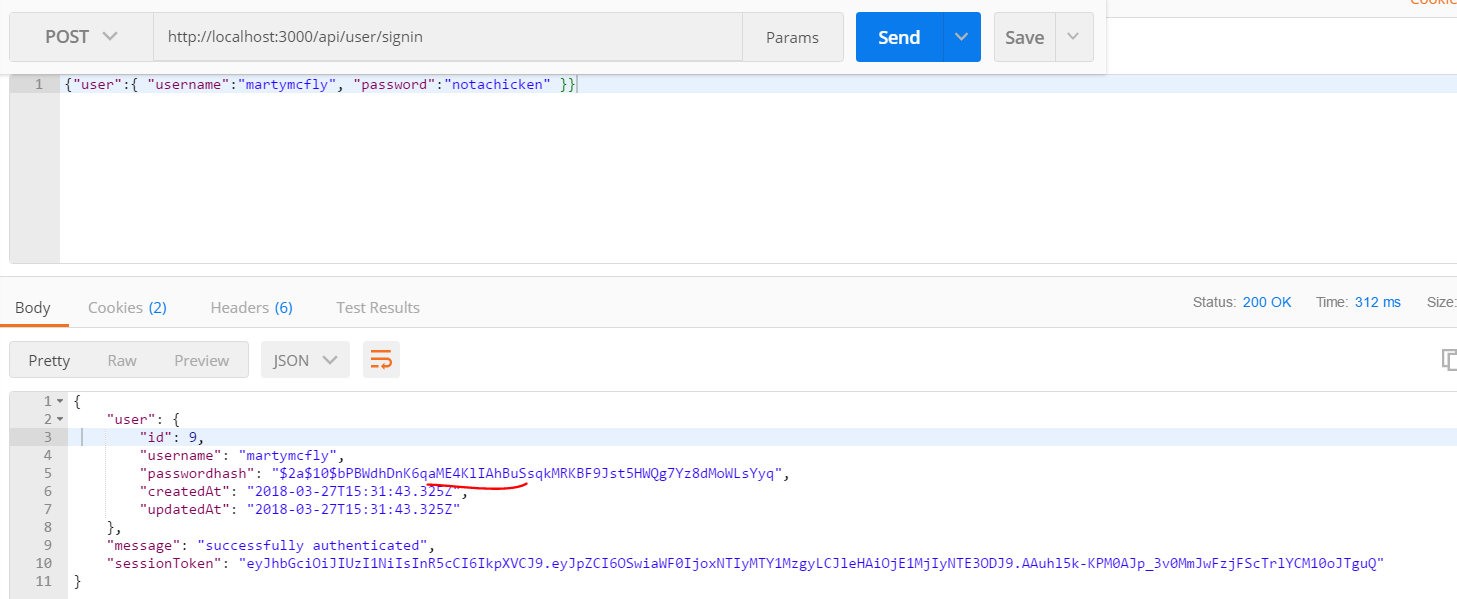 Cookie
POST http://localhost:3000/api/user/signin Params Send Save
1 {"user":{ "username":"martymcfly", "password":"notachicken" }}
Body Cookies (2) Headers (6) Test Results Status: 200 OK Time: 312 ms Size:
Pretty Raw Preview JSON
1 {
2 "user": {
3 "id": 9,
4 "username": "martymcfly",
5 "passwordhash": "$2a$10$bPBWdhDnK6qaME4KlIAhBuSsqkMRKBF9Jst5HWQg7Yz8dMoWLsYyq",
6 "createdAt": "2018-03-27T15:31:43.325Z",
7 "updatedAt": "2018-03-27T15:31:43.325Z"
8 },
9 "message": "successfully authenticated",
10 "sessionToken": "eyJhbGciOiJIUzI1NiIsInR5cCI6IkpXVCJ9.eyJpZCI6OSwiaWF0IjoxNTIyMTY1MzgyLCJleHAiOjE1MjIyNTE3ODJ9.AAuhl5k-KPM0AJp_3v0MmJwFzjFScTrlYCM10oJTguQ"
11 }